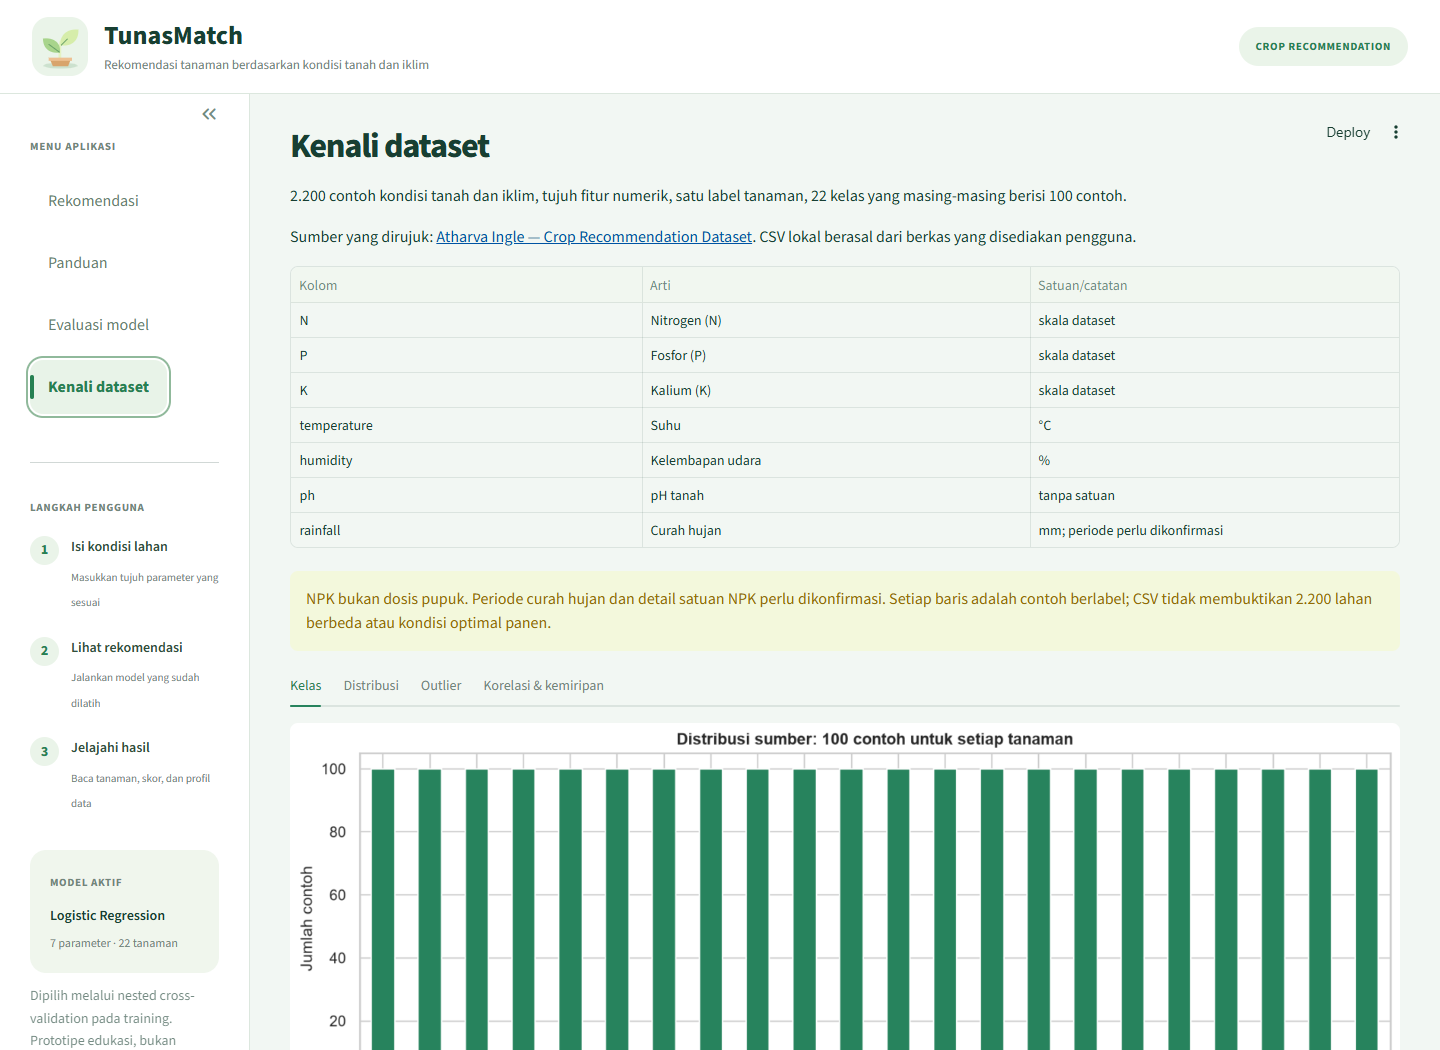 TunasMatch
Rekomendasi tanaman berdasarkan kondisi tanah dan iklim
CROP RECOMMENDATION
MENU APLIKASI
Rekomendasi
Panduan
Evaluasi model
Kenali dataset
LANGKAH PENGGUNA
1
Isi kondisi lahan
Masukkan tujuh parameter yang
sesuai
2
Lihat rekomendasi
Jalankan model yang sudah
dilatih
3
Jelajahi hasil
Baca tanaman, skor, dan profil
data
MODEL AKTIF
Logistic Regression
7 parameter · 22 tanaman
Dipilih melalui nested cross-
validation pada training.
Prototipe edukasi, bukan
Deploy
Kenali dataset
2.200 contoh kondisi tanah dan iklim, tujuh fitur numerik, satu label tanaman, 22 kelas yang masing-masing berisi 100 contoh.
Sumber yang dirujuk: Atharva Ingle — Crop Recommendation Dataset. CSV lokal berasal dari berkas yang disediakan pengguna.
Kolom Arti Satuan/catatan
N Nitrogen (N) skala dataset
P Fosfor (P) skala dataset
K Kalium (K) skala dataset
temperature Suhu °C
humidity Kelembapan udara %
ph pH tanah tanpa satuan
rainfall Curah hujan mm; periode perlu dikonfirmasi
NPK bukan dosis pupuk. Periode curah hujan dan detail satuan NPK perlu dikonfirmasi. Setiap baris adalah contoh berlabel; CSV tidak membuktikan 2.200 lahan
berbeda atau kondisi optimal panen.
Kelas Distribusi Outlier Korelasi & kemiripan
Distribusi sumber: 100 contoh untuk setiap tanaman
Jumlah contoh
100
80
60
40
20